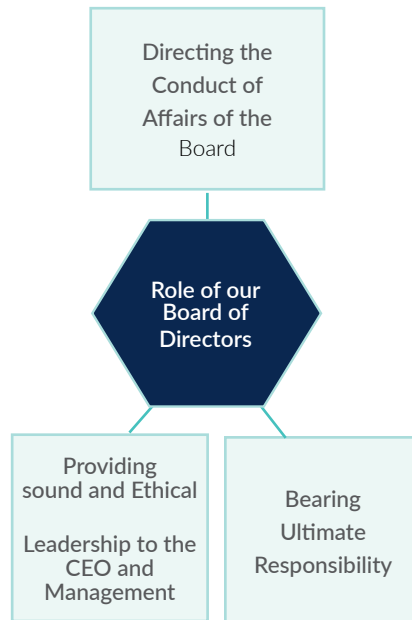 Directing the
Conduct of
Affairs of the
Board
Role of our
Board of
Directors
Providing
sound and Ethical
Leadership to the
CEO and
Management
Bearing
Ultimate
Responsibility